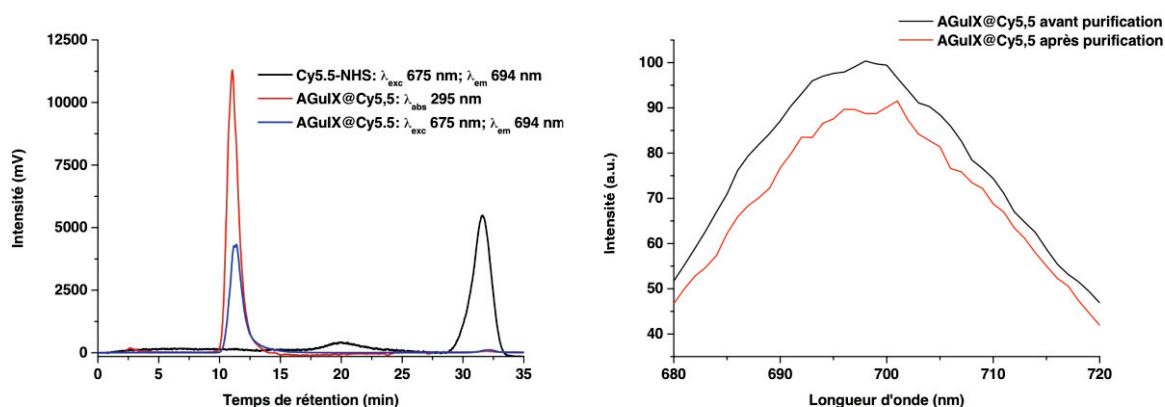 12500
10000
7500
5000
2500
0
Intensité (mV)
0 5 10 15 20 25 30 35
Temps de rétention (min)
Cy5.5-NHS: λexc 675 nm; λem 694 nm
AGuIX@Cy5,5: λabs 295 nm
AGuIX@Cy5.5: λexc 675 nm; λem 694 nm
AGuIX@Cy5,5 avant purification
AGuIX@Cy5,5 après purification
100
90
80
70
60
50
40
Intensité (a.u.)
680 690 700 710 720
Longueur d'onde (nm)